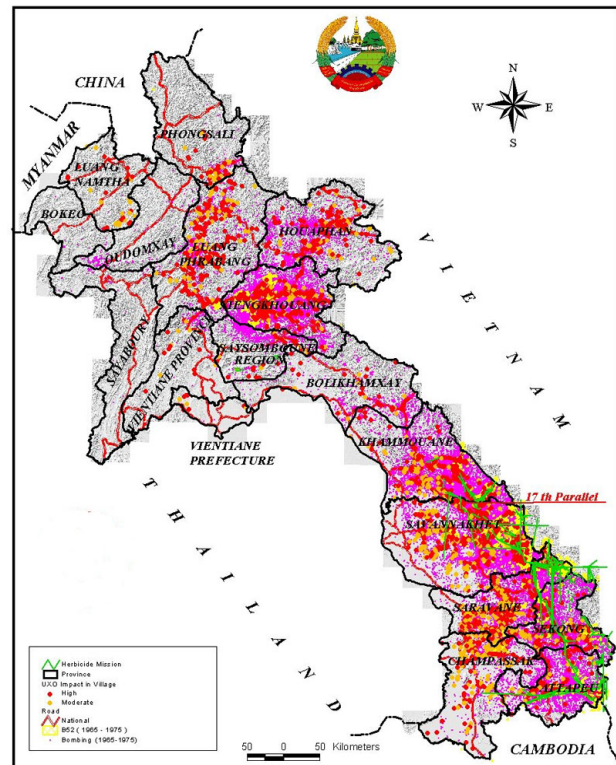 CHINA
N
W E
S
MYANMAR
PHONGSALI
LUANG
NAMTHA
BOKEO
OUDOMXAY
LUANG
PHRABANG
HOUAPHAN
XIENGKHOUANG
VIETNAM
SAYABOURY
VIENTIANE PROVINCE
XAYSOMBOUNE
REGION
BOLIKHAMXAY
VIENTIANE
PREFECTURE
KHAMMOUANE
17 th Parallel
SAVANNAKHET
THAILAND
SARAVANE
SEKONG
CHAMPASSAK
ATTAPEU
CAMBODIA
Herbicide Mission
Province
UXO Impact in Village
High
Moderate
Road
National
B52 ( 1965 - 1975 )
Bombing (1965-1975)
50 0 50 Kilometers